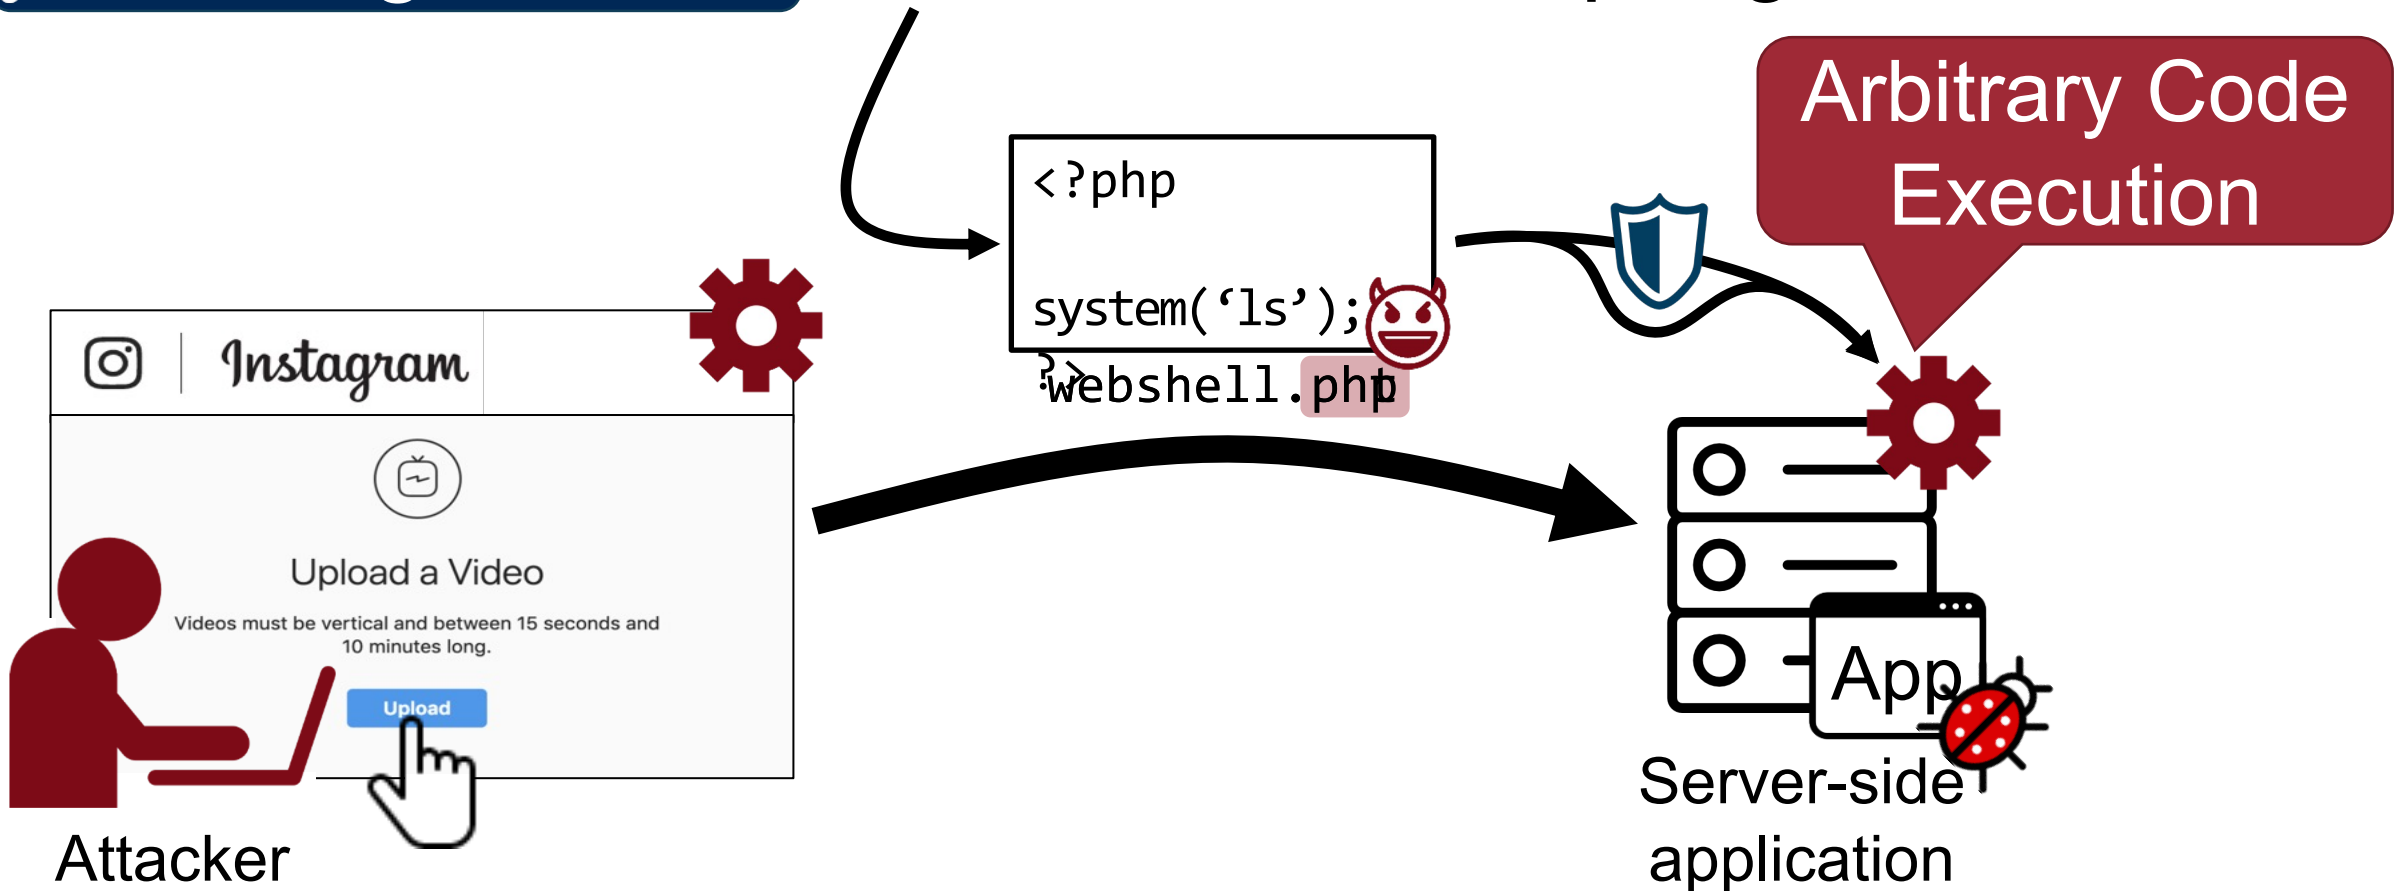 Arbitrary Code
Execution
<?php
system(‘ls’);
?>
webshell.php
Instagram
Upload a Video
Videos must be vertical and between 15 seconds and
10 minutes long.
Upload
App
Attacker
Server-side
application